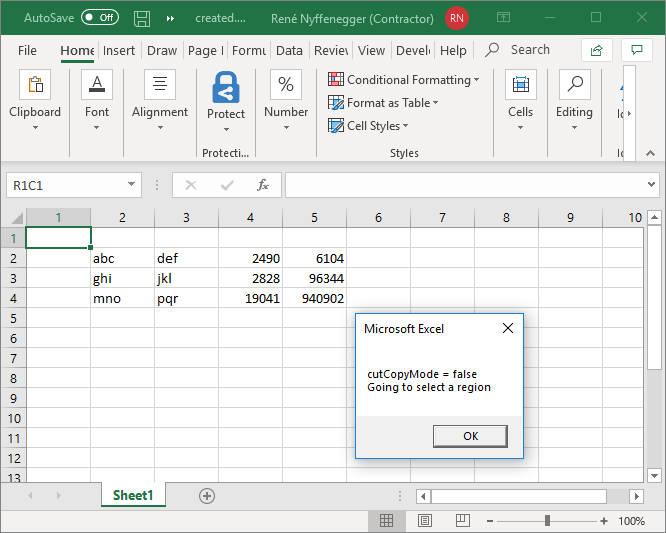 AutoSave Off created.... René Nyffenegger (Contractor) RN
File Home Insert Draw Page I Formu Data Review View Develo Help Search
Clipboard Font Alignment Protect Number Conditional Formatting Format as Table Cell Styles Cells Editing
Protecti... Styles
R1C1 fx
1 2 3 4 5 6 7 8 9 10
1
2 abc def 2490 6104
3 ghi jkl 2828 96344
4 mno pqr 19041 940902
5
6
7
8
9
10
11
12
13
Microsoft Excel
cutCopyMode = false
Going to select a region
OK
Sheet1
100%